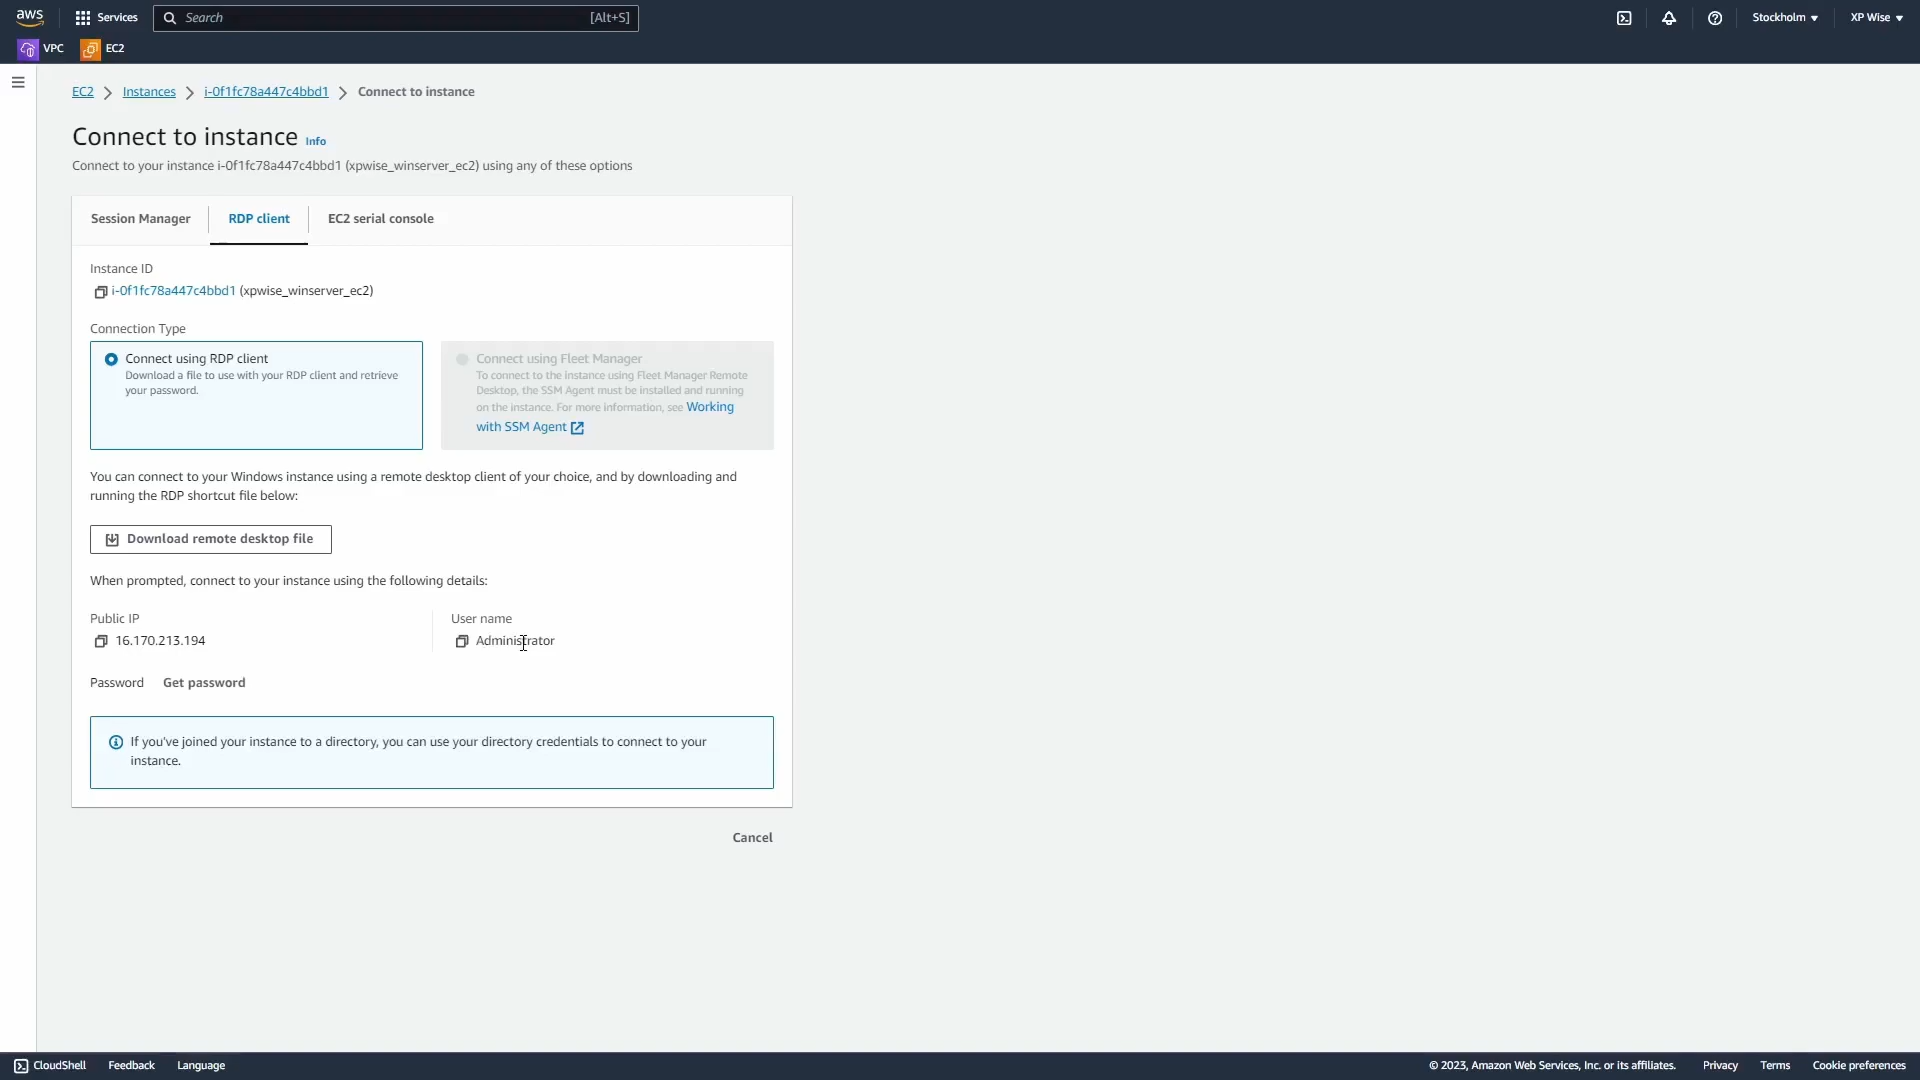 aws
Services
Search
[Alt+S]
Stockholm
XP Wise
VPC
EC2
EC2
Instances
i-0f1fc78a447c4bbd1
Connect to instance
Connect to instance Info
Connect to your instance i-0f1fc78a447c4bbd1 (xpwise_winserver_ec2) using any of these options
Session Manager
RDP client
EC2 serial console
Instance ID
i-0f1fc78a447c4bbd1 (xpwise_winserver_ec2)
Connection Type
Connect using RDP client
Download a file to use with your RDP client and retrieve
your password.
Connect using Fleet Manager
To connect to the instance using Fleet Manager Remote
Desktop, the SSM Agent must be installed and running
on the instance. For more information, see Working
with SSM Agent
You can connect to your Windows instance using a remote desktop client of your choice, and by downloading and
running the RDP shortcut file below:
Download remote desktop file
When prompted, connect to your instance using the following details:
Public IP
16.170.213.194
User name
Administrator
Password
Get password
If you've joined your instance to a directory, you can use your directory credentials to connect to your
instance.
Cancel
CloudShell
Feedback
Language
© 2023, Amazon Web Services, Inc. or its affiliates.
Privacy
Terms
Cookie preferences